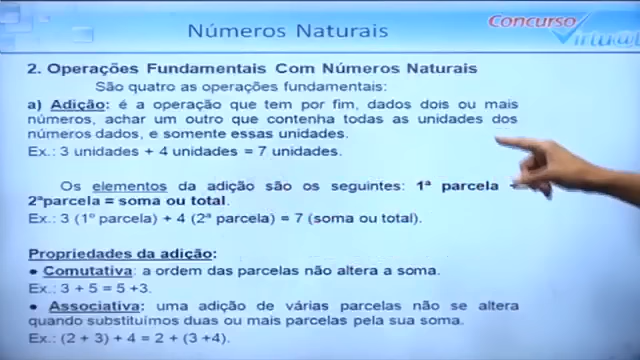 Números Naturais
Concurso
Virtual
2. Operações Fundamentais Com Números Naturais
São quatro as operações fundamentais:
a) Adição: é a operação que tem por fim, dados dois ou mais
números, achar um outro que contenha todas as unidades dos
números dados, e somente essas unidades.
Ex.: 3 unidades + 4 unidades = 7 unidades.
Os elementos da adição são os seguintes: 1ª parcela +
2ªparcela = soma ou total.
Ex.: 3 (1º parcela) + 4 (2ª parcela) = 7 (soma ou total).
Propriedades da adição:
● Comutativa: a ordem das parcelas não altera a soma.
Ex.: 3 + 5 = 5 +3.
● Associativa: uma adição de várias parcelas não se altera
quando substituímos duas ou mais parcelas pela sua soma.
Ex.: (2 + 3) + 4 = 2 + (3 +4).